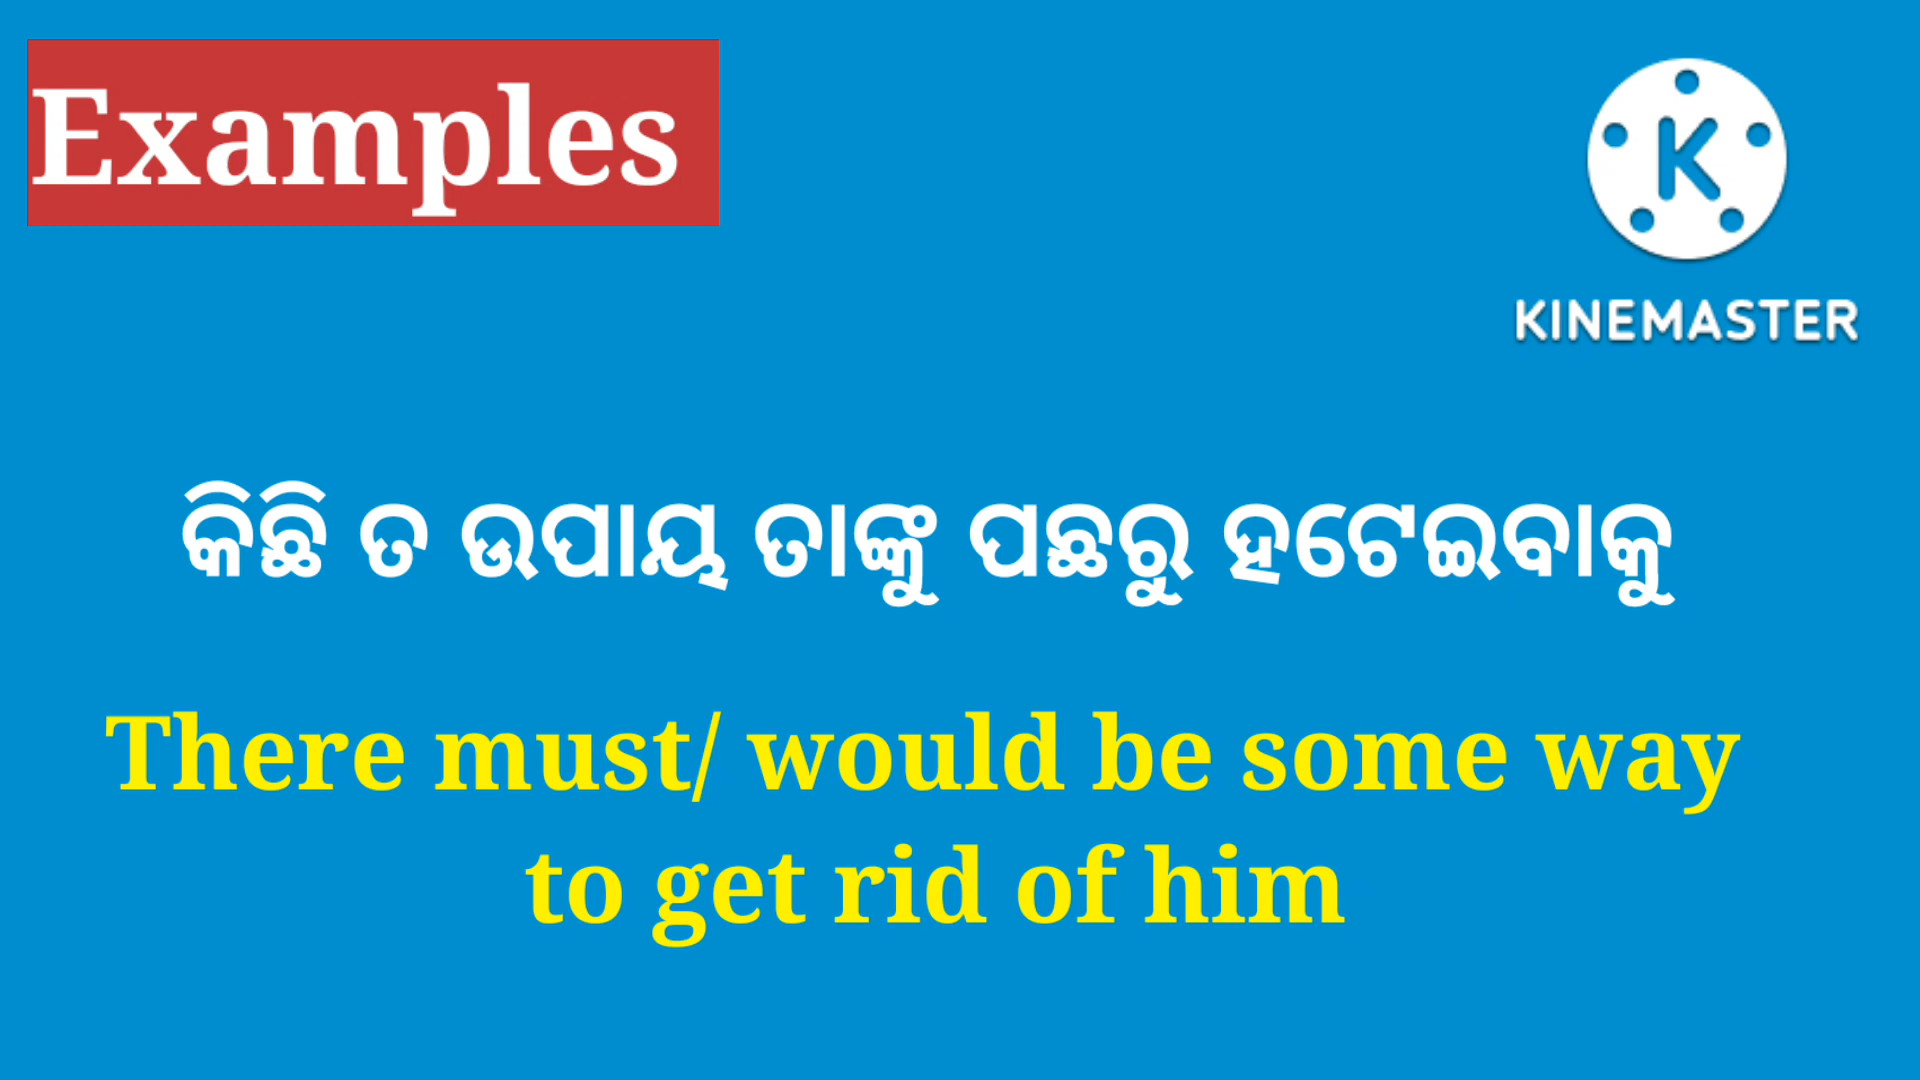 Examples
K
KINEMASTER
କିଛି ତ ଉପାୟ ତାଙ୍କୁ ପଛରୁ ହଟେଇବାକୁ
There must/ would be some way
to get rid of him